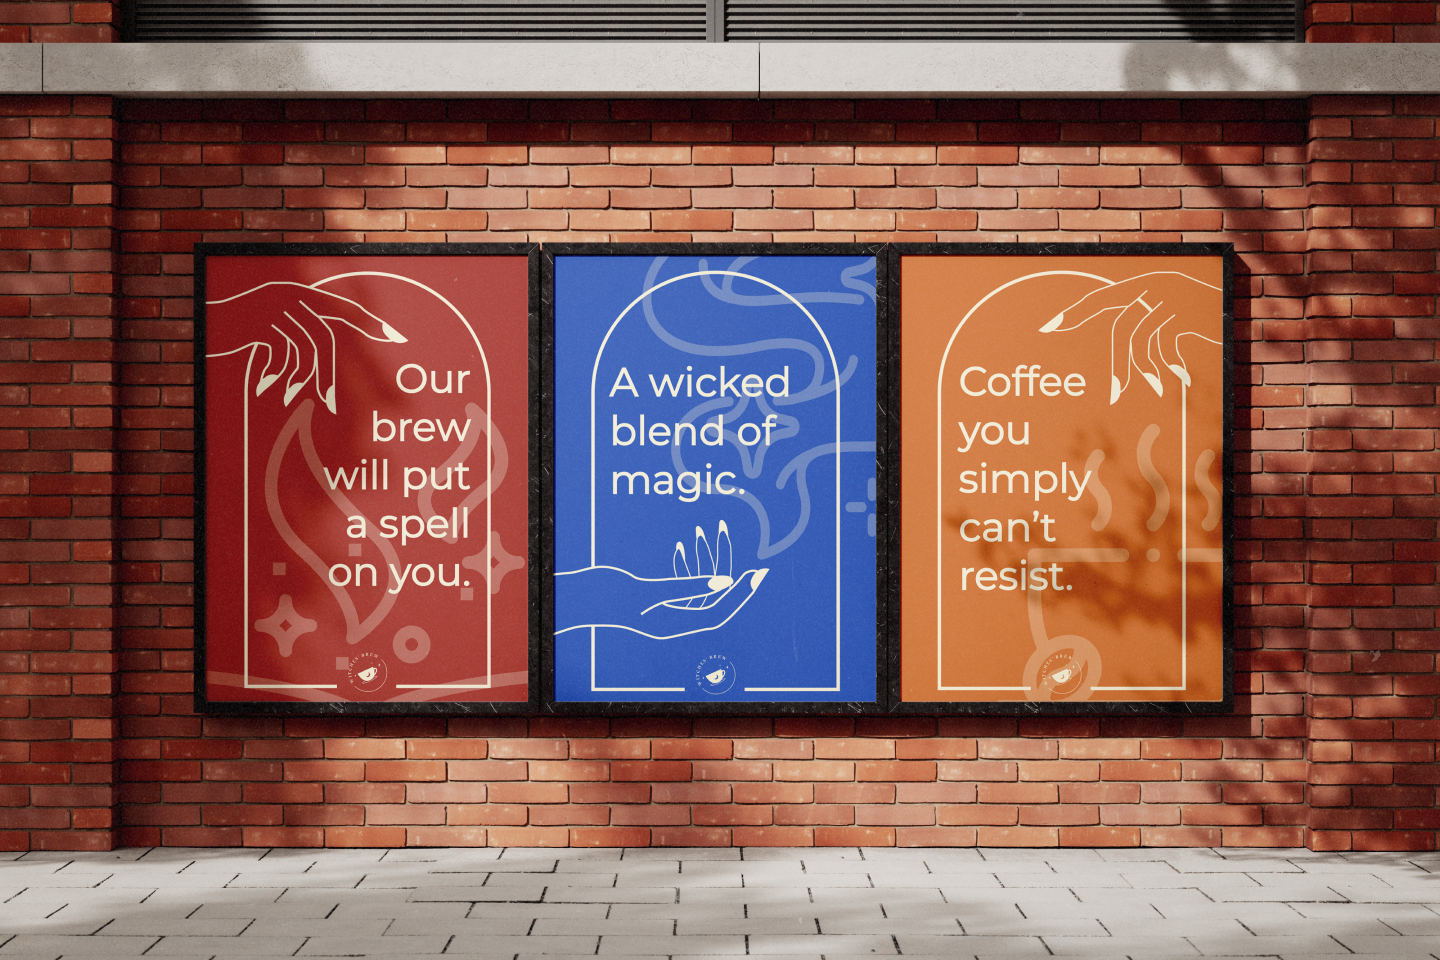 Our
brew
will put
a spell
on you.
WITCHES' BREW
A wicked
blend of
magic.
WITCHES' BREW
Coffee
you
simply
can't
resist.
WITCHES' BREW